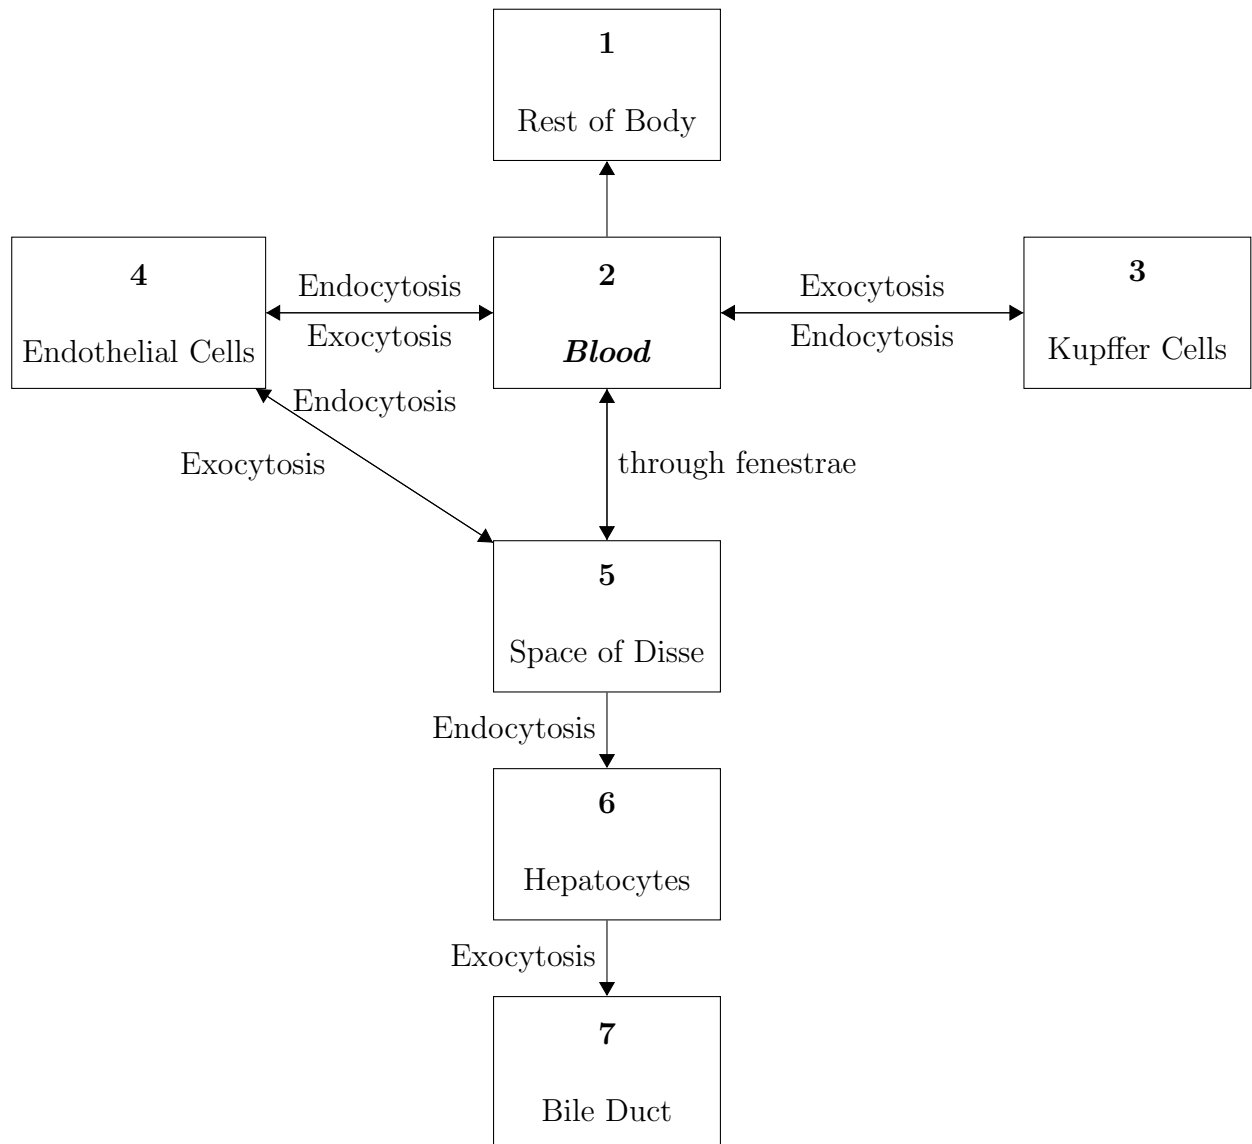 1
Rest of Body
4
Endothelial Cells
Endocytosis
Exocytosis
2
Blood
Exocytosis
Endocytosis
3
Kupffer Cells
Endocytosis
Exocytosis
through fenestrae
5
Space of Disse
Endocytosis
6
Hepatocytes
Exocytosis
7
Bile Duct